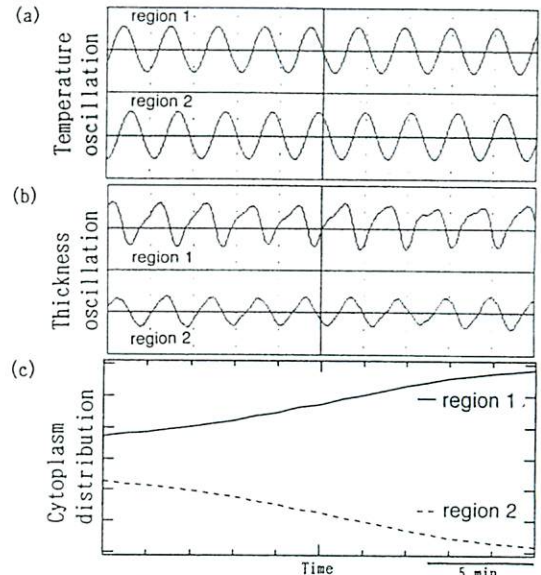 (a)
Temperature
oscillation
region 1
region 2
(b)
Thickness
oscillation
region 1
region 2
(c)
Cytoplasm
distribution
region 1
region 2
Time
5 min